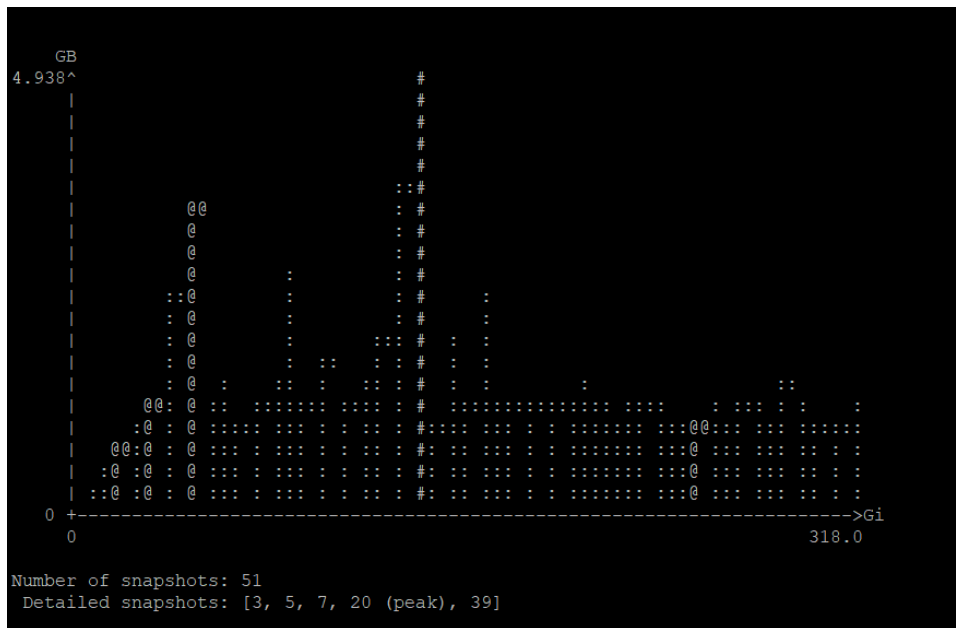 GB
4.938^                               #
     |                               #
     |                               #
     |                               #
     |                               #
     |                             ::#
     |          @@                 : #
     |          @                  : #
     |          @                  : #
     |          @        :         : #
     |        ::@        :         : #     :
     |        : @        :         : #     :
     |        : @        :       ::: #  :  :
     |        : @        :  ::   : : #  :  :
     |        : @  :    ::  :   :: : #  :  :        :                 ::
     |      @@: @ ::  ::::::: :::: : #  ::::::::::::::: ::::    : ::: : :    :
     |     :@ : @ ::::: ::: : : :: : #:::: ::: : : ::::::: :::@@::: ::: : ::::::
     |   @@:@ : @ ::: : ::: : : :: : #: :: ::: : : ::::::: :::@ ::: ::: :: : : :
     |  :@ :@ : @ ::: : ::: : : :: : #: :: ::: : : ::::::: :::@ ::: ::: :: : : :
     | ::@ :@ : @ ::: : ::: : : :: : #: :: ::: : : ::::::: :::@ ::: ::: :: : : :
   0 +----------------------------------------------------------------------->Gi
     0                                                                   318.0
Number of snapshots: 51
 Detailed snapshots: [3, 5, 7, 20 (peak), 39]